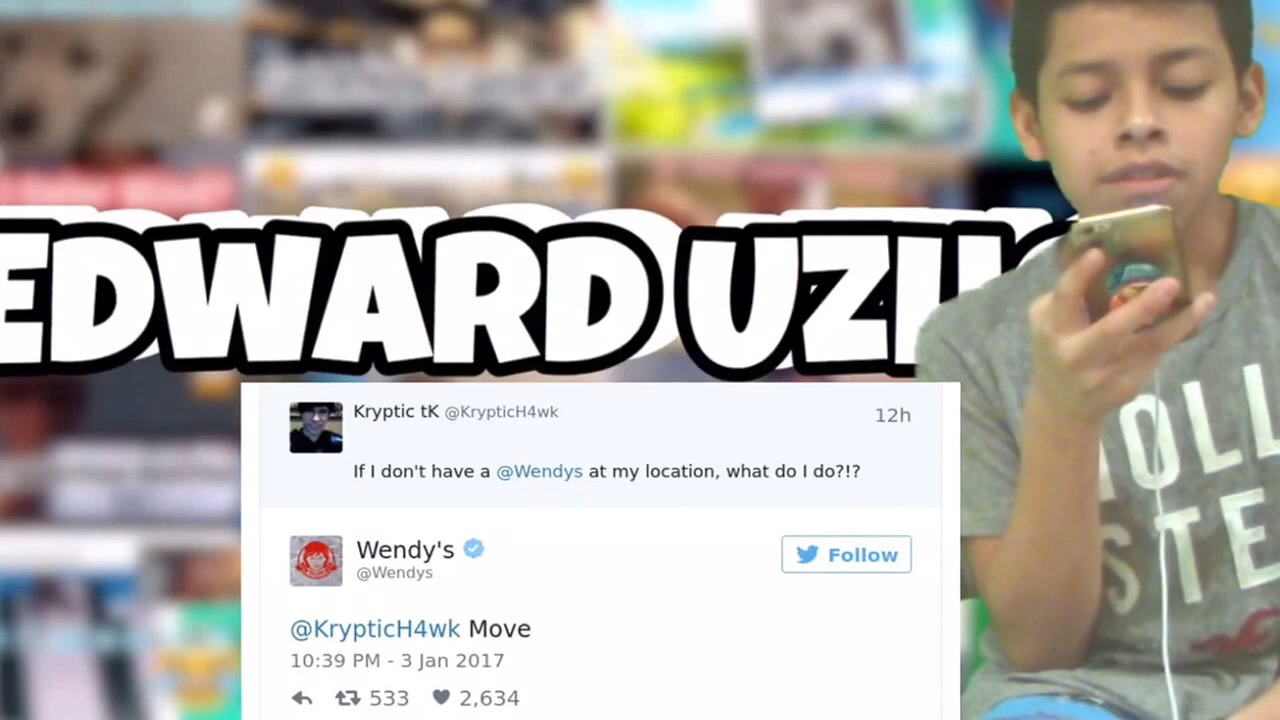 EDWARD
Kryptic tK @KrypticH4wk
12h
If I don't have a @Wendys at my location, what do I do?!?
Wendy's
@Wendys
Follow
@KrypticH4wk Move
10:39 PM - 3 Jan 2017
533 2,634